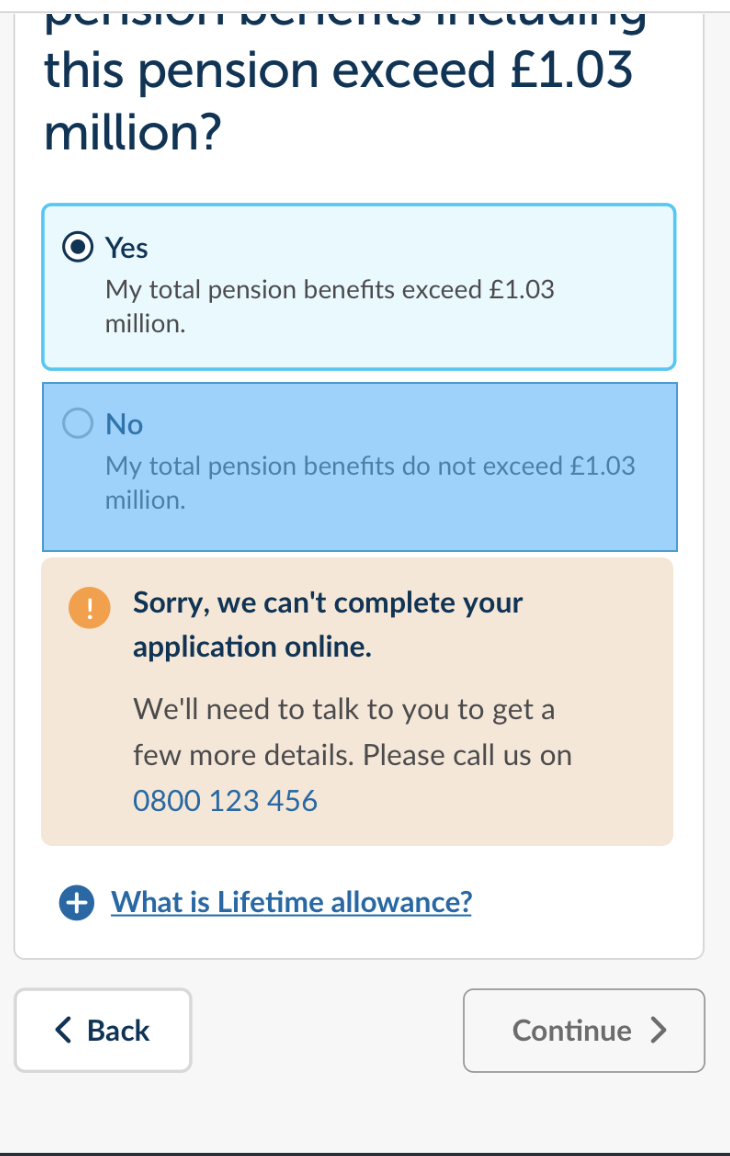 pension benefits including
this pension exceed £1.03
million?
Yes
My total pension benefits exceed £1.03
million.
No
My total pension benefits do not exceed £1.03
million.
!
Sorry, we can't complete your
application online.
We'll need to talk to you to get a
few more details. Please call us on
0800 123 456
What is Lifetime allowance?
Back
Continue